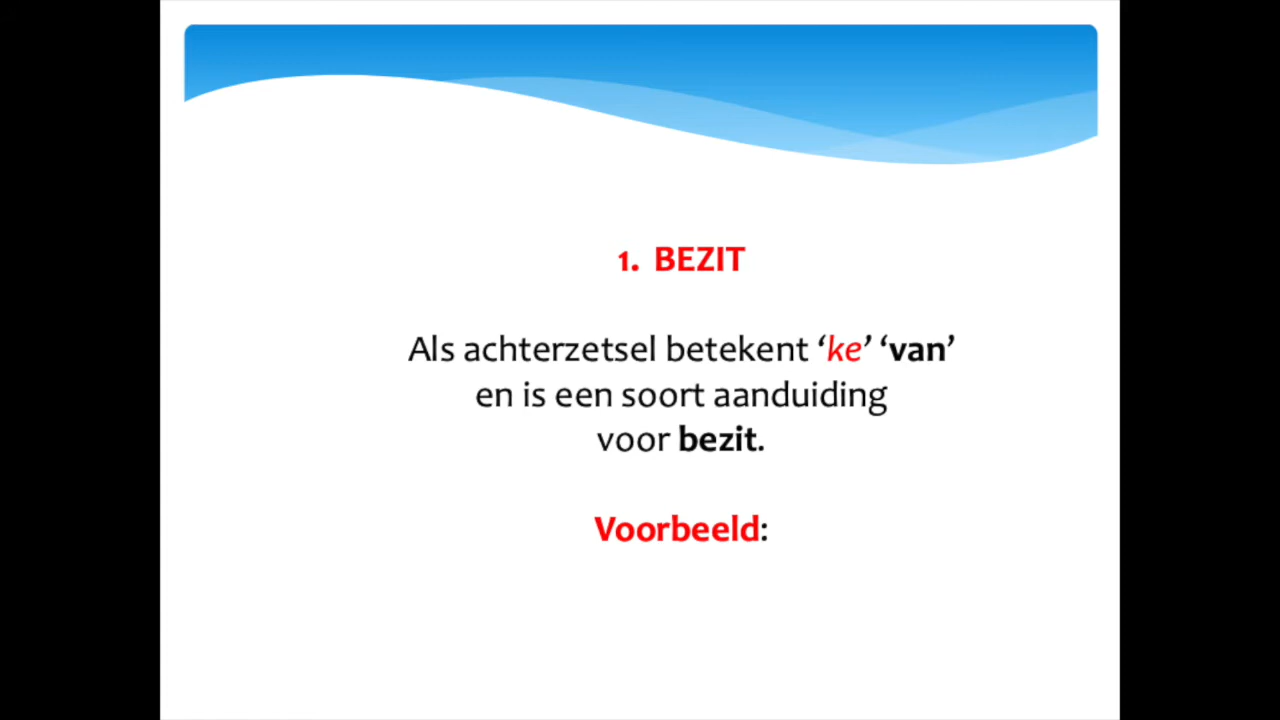 1. BEZIT
Als achterzetsel betekent ‘ke’ ‘van’
en is een soort aanduiding
voor bezit.
Voorbeeld: